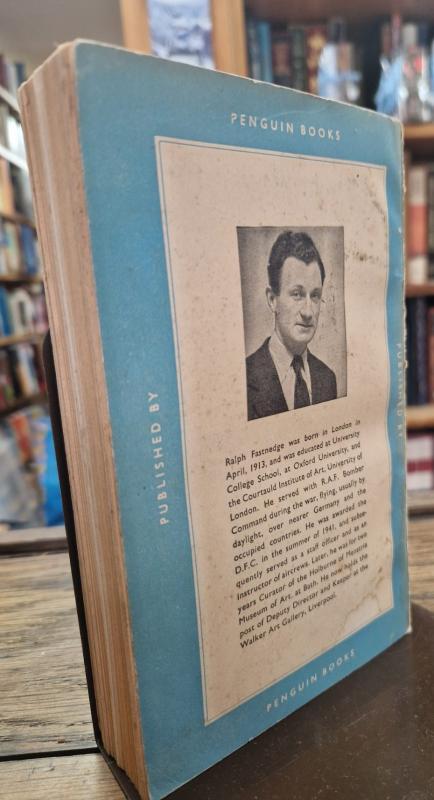 PENGUIN BOOKS
PUBLISHED BY
Ralph Fastnedge was born in London in
April, 1913, and was educated at University
College School, at Oxford University, and
the Courtauld Institute of Art, University of
London. He served with R.A.F. Bomber
Command during the war, flying, usually by
daylight, over nearer Germany and the
occupied countries. He was awarded the
D.F.C. in the summer of 1941, and subse-
quently served as a staff officer and as an
instructor of aircrews. Later, he was for two
years Curator of the Holburne of Menstrie
Museum of Art, at Bath. He now holds the
post of Deputy Director and Keeper at the
Walker Art Gallery, Liverpool.
PUBLISHED BY
PENGUIN BOOKS